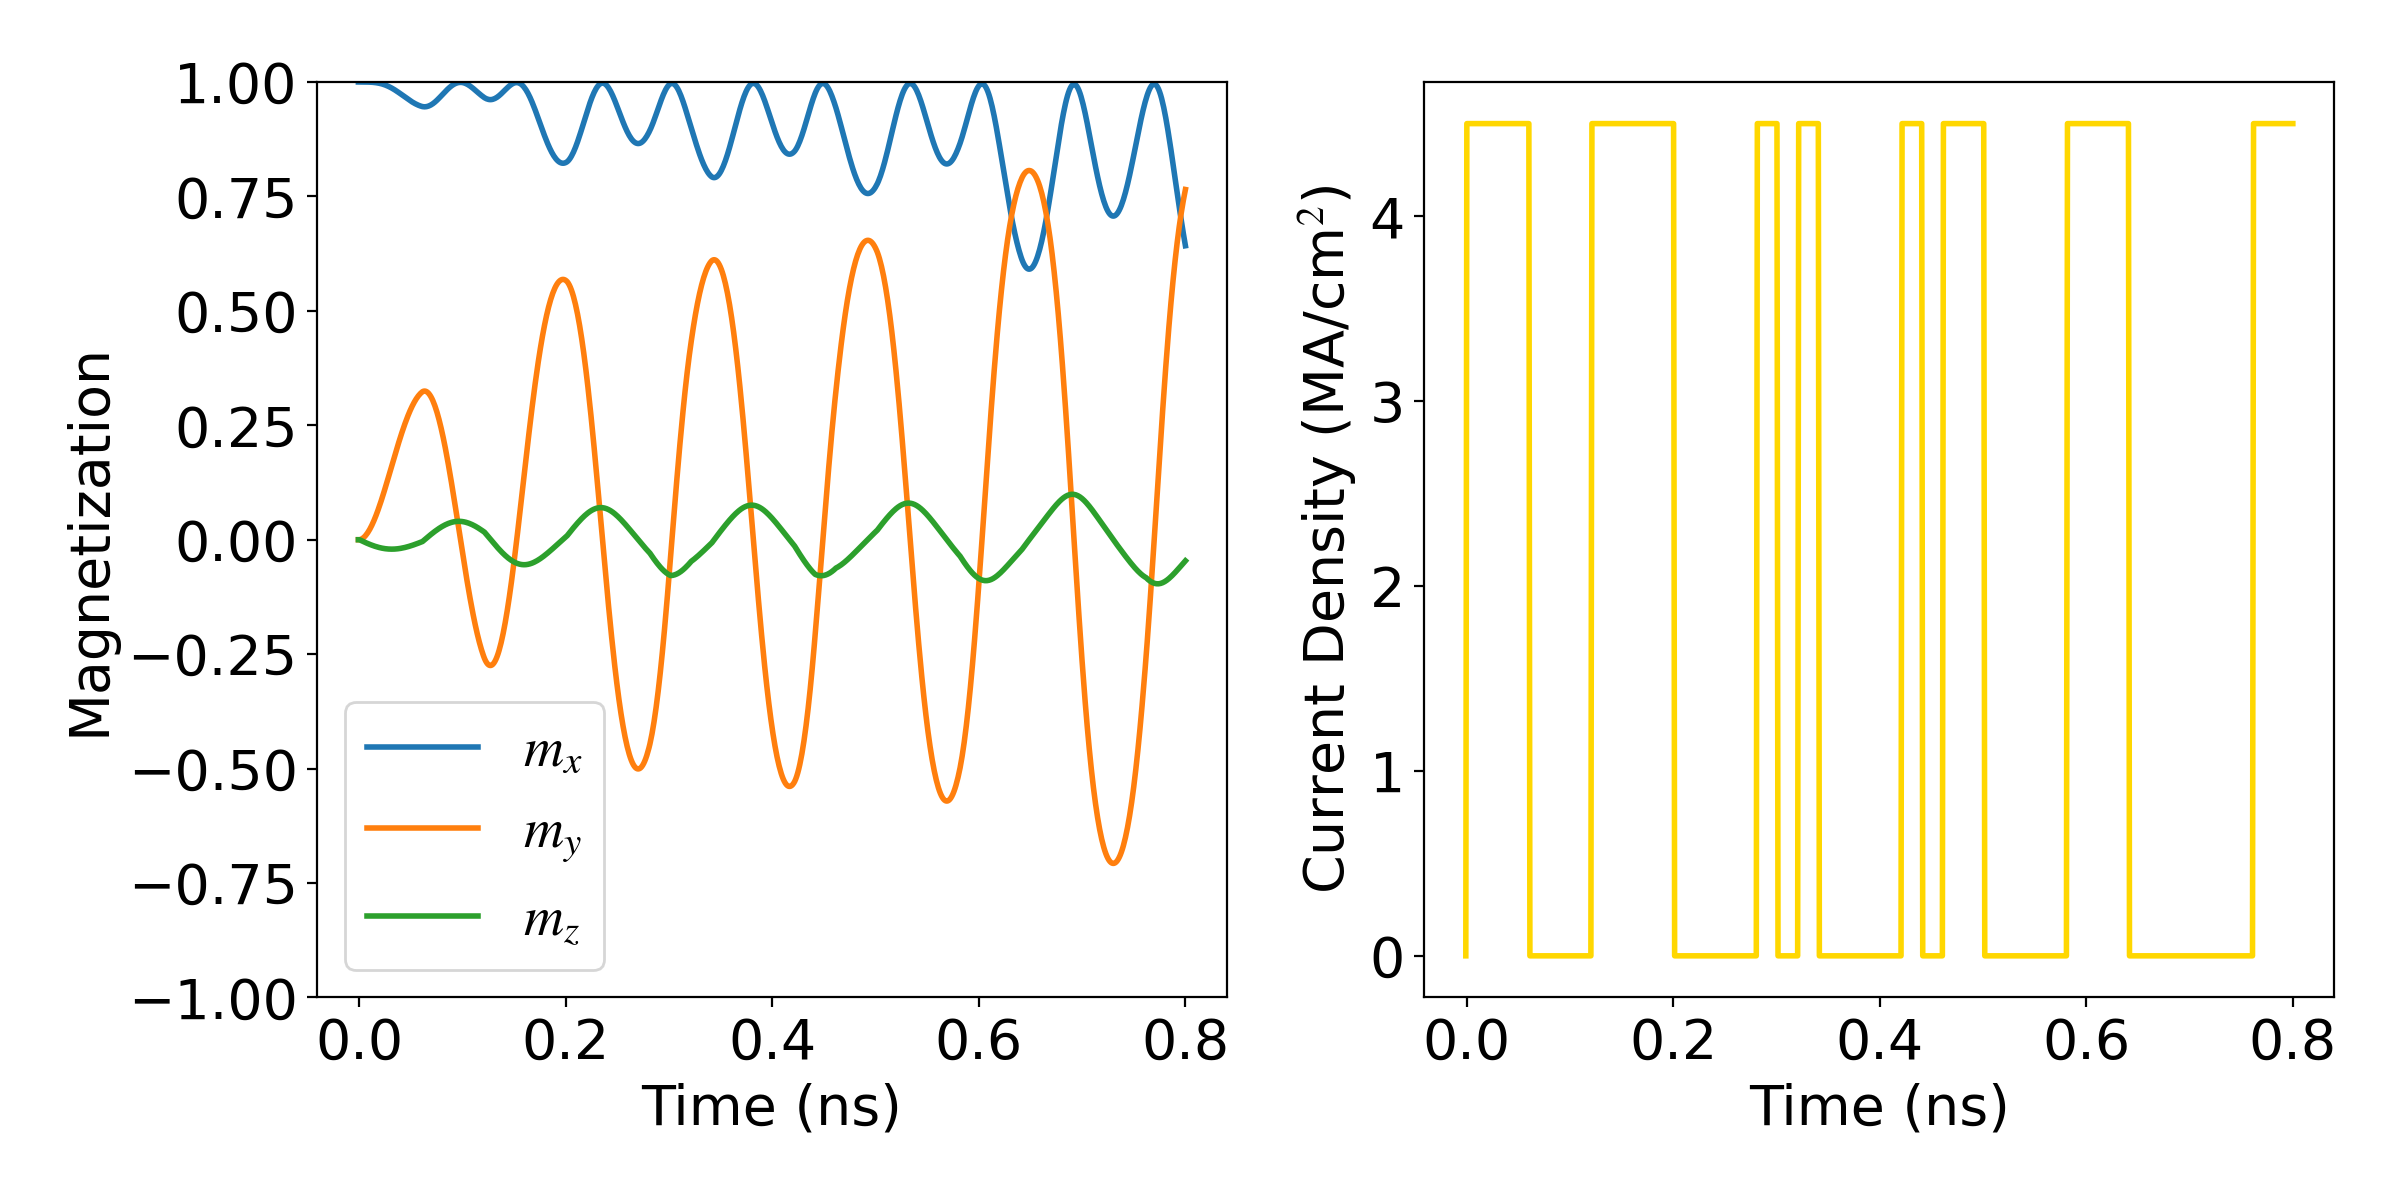 1.00
0.75
0.50
0.25
0.00
−0.25
−0.50
−0.75
−1.00
Magnetization
m_x
m_y
m_z
0.0 0.2 0.4 0.6 0.8
Time (ns)
4
3
2
1
0
Current Density (MA/cm²)
0.0 0.2 0.4 0.6 0.8
Time (ns)